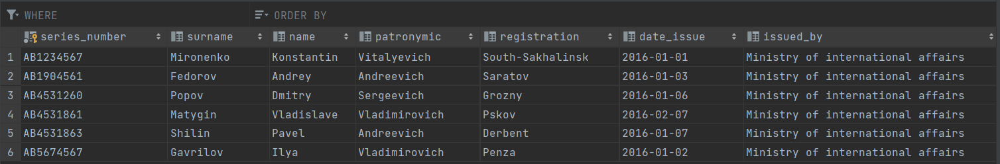 WHERE ORDER BY
series_number surname name patronymic registration date_issue issued_by
1 AB1234567 Mironenko Konstantin Vitalyevich South-Sakhalinsk 2016-01-01 Ministry of international affairs
2 AB1904561 Fedorov Andrey Andreevich Saratov 2016-01-03 Ministry of international affairs
3 AB4531260 Popov Dmitry Sergeevich Grozny 2016-01-06 Ministry of international affairs
4 AB4531861 Matygin Vladislave Vladimirovich Pskov 2016-02-07 Ministry of international affairs
5 AB4531863 Shilin Pavel Andreevich Derbent 2016-01-07 Ministry of international affairs
6 AB5674567 Gavrilov Ilya Vladimirovich Penza 2016-01-02 Ministry of international affairs